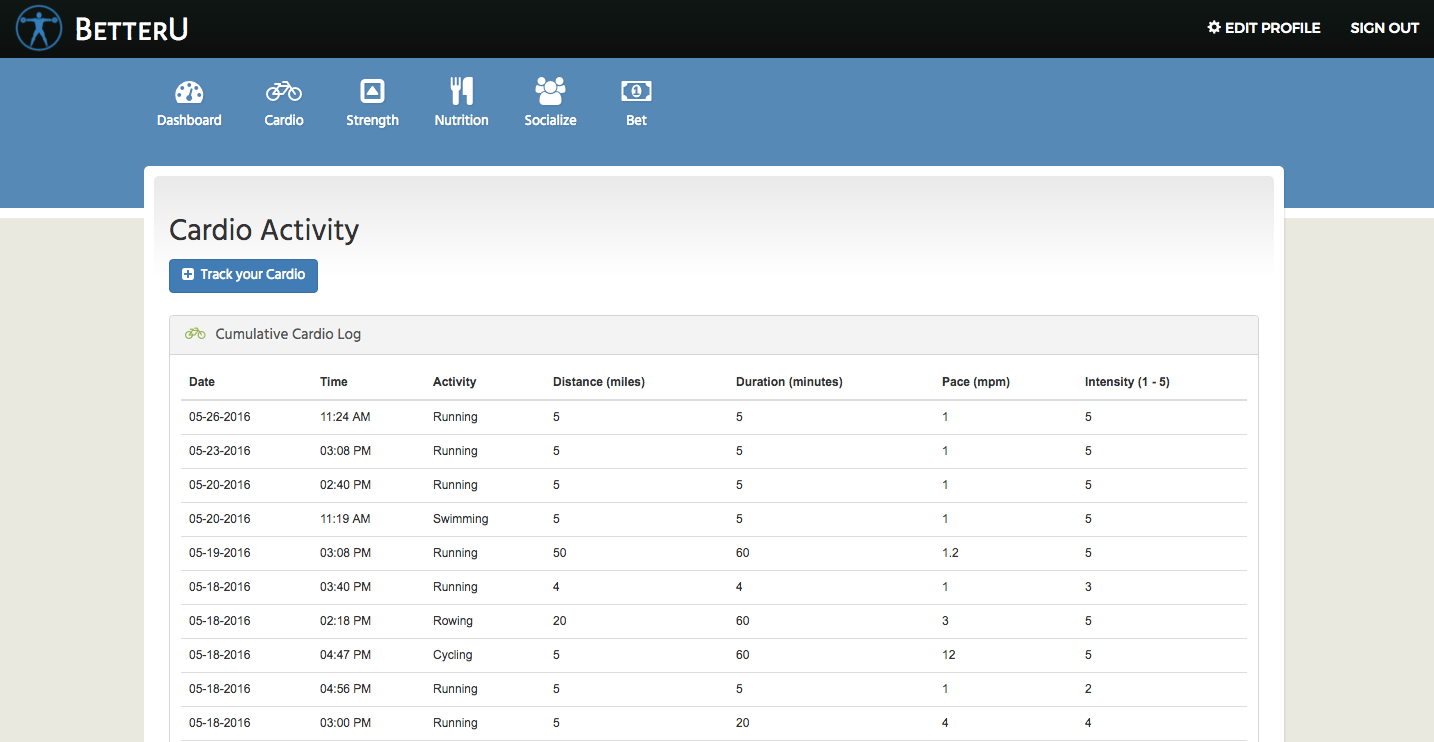 BETTERU
EDIT PROFILE SIGN OUT
Dashboard Cardio Strength Nutrition Socialize Bet
Cardio Activity
Track your Cardio
Cumulative Cardio Log
Date Time Activity Distance (miles) Duration (minutes) Pace (mpm) Intensity (1 - 5)
05-26-2016 11:24 AM Running 5 5 1 5
05-23-2016 03:08 PM Running 5 5 1 5
05-20-2016 02:40 PM Running 5 5 1 5
05-20-2016 11:19 AM Swimming 5 5 1 5
05-19-2016 03:08 PM Running 50 60 1.2 5
05-18-2016 03:40 PM Running 4 4 1 3
05-18-2016 02:18 PM Rowing 20 60 3 5
05-18-2016 04:47 PM Cycling 5 60 12 5
05-18-2016 04:56 PM Running 5 5 1 2
05-18-2016 03:00 PM Running 5 20 4 4